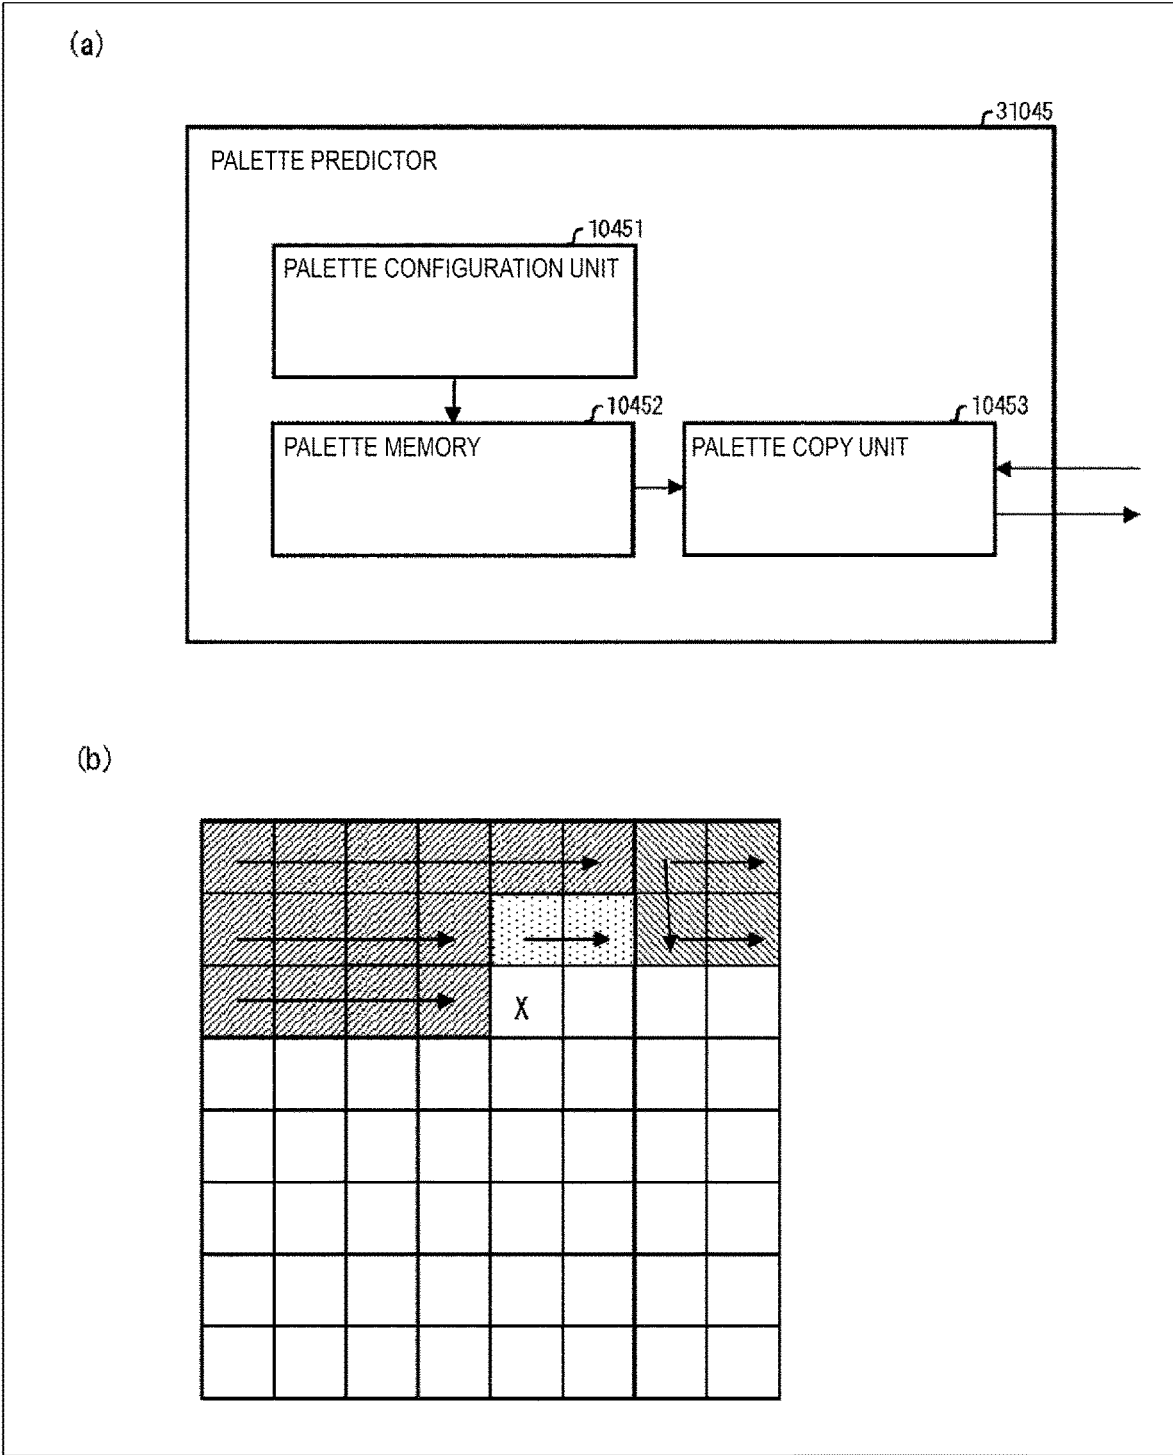 (a)
31045
PALETTE PREDICTOR
10451
PALETTE CONFIGURATION UNIT
10452
10453
PALETTE MEMORY
PALETTE COPY UNIT
(b)
X